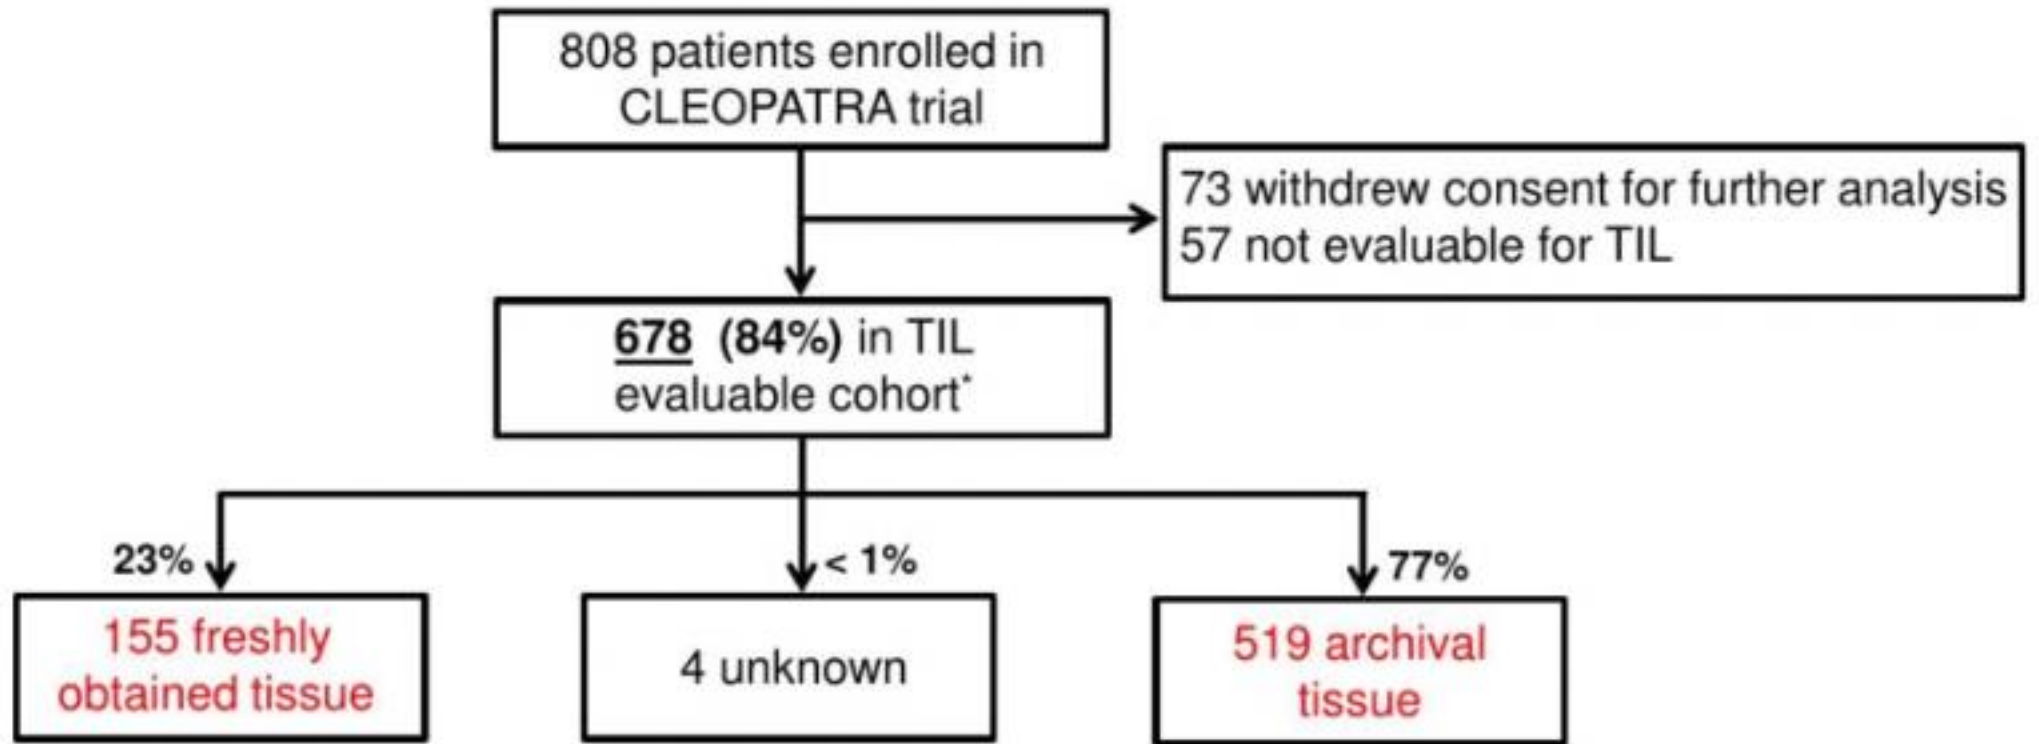 808 patients enrolled in
CLEOPATRA trial
73 withdrew consent for further analysis
57 not evaluable for TIL
678 (84%) in TIL
evaluable cohort*
23%
< 1%
77%
155 freshly
obtained tissue
4 unknown
519 archival
tissue